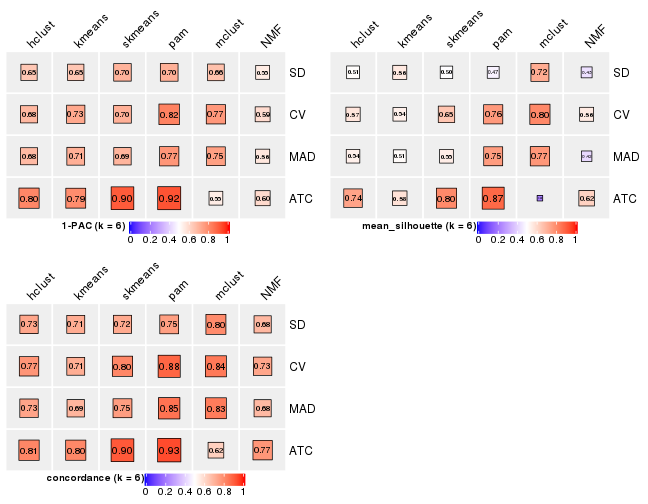 hclust kmeans skmeans pam mclust NMF
0.65 0.65 0.70 0.70 0.66 0.55 SD
0.68 0.73 0.70 0.82 0.77 0.59 CV
0.68 0.71 0.69 0.77 0.75 0.56 MAD
0.80 0.79 0.90 0.92 0.55 0.60 ATC
1-PAC (k = 6)
0 0.2 0.4 0.6 0.8 1
hclust kmeans skmeans pam mclust NMF
0.51 0.56 0.50 0.47 0.72 0.43 SD
0.57 0.54 0.65 0.76 0.80 0.56 CV
0.54 0.51 0.55 0.75 0.77 MAD
0.74 0.56 0.80 0.87 0.62 ATC
mean_silhouette (k = 6)
0 0.2 0.4 0.6 0.8 1
hclust kmeans skmeans pam mclust NMF
0.73 0.71 0.72 0.75 0.80 0.68 SD
0.77 0.71 0.80 0.88 0.84 0.73 CV
0.73 0.69 0.75 0.85 0.83 0.68 MAD
0.81 0.80 0.90 0.93 0.62 0.77 ATC
concordance (k = 6)
0 0.2 0.4 0.6 0.8 1